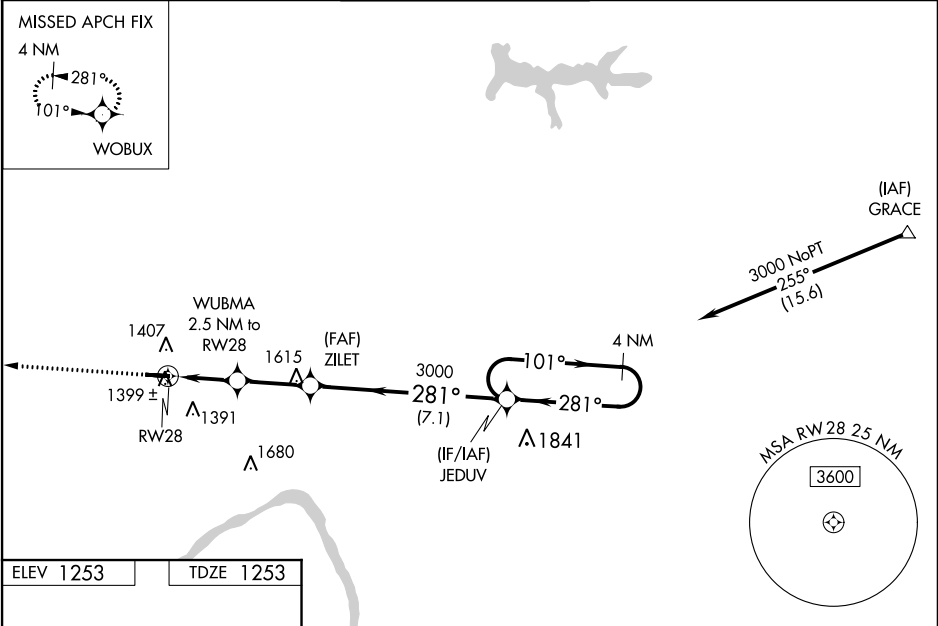 MISSED APCH FIX
4 NM
281°
101°
WOBUX
(IAF)
GRACE
3000 NoPT
255°
(15.6)
WUBMA
2.5 NM to
RW28
1407
1615
(FAF)
ZILET
3000
281°
(7.1)
101°
4 NM
281°
1399 ±
1391
RW28
1680
(IF/IAF)
JEDUV
1841
MSA RW 28 25 NM
3600
ELEV 1253
TDZE 1253